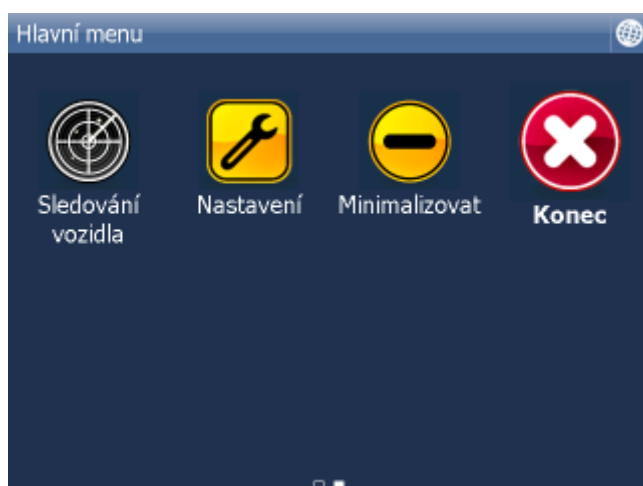 Hlavní menu
Sledování
vozidla
Nastavení
Minimalizovat
Konec